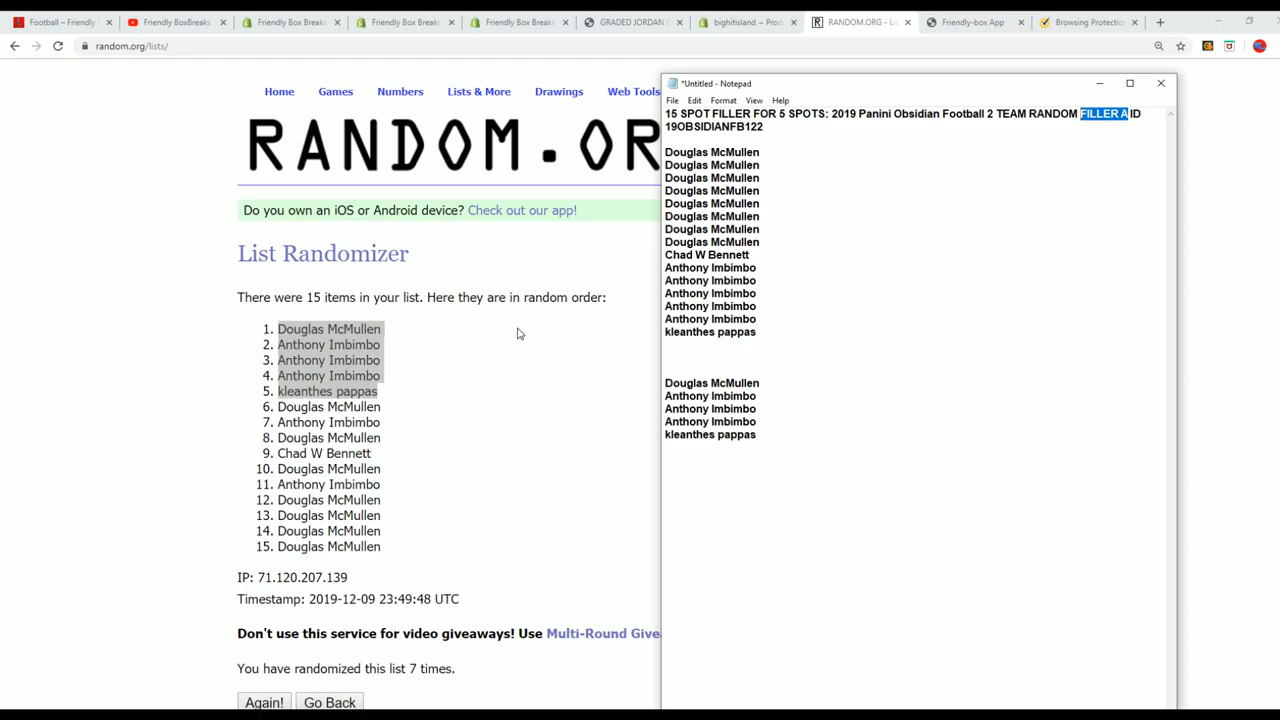 Football – Friendly
Friendly BoxBreaks
Friendly Box Breaks
Friendly Box Breaks
Friendly Box Breaks
GRADED JORDAN C
bighitisland ~ Prod
RANDOM.ORG - Li
Friendly-box App
Browsing Protectio
random.org/lists/
Home
Games
Numbers
Lists & More
Drawings
Web Tools
RANDOM.OR
Do you own an iOS or Android device? Check out our app!
List Randomizer
There were 15 items in your list. Here they are in random order:
1. Douglas McMullen
2. Anthony Imbimbo
3. Anthony Imbimbo
4. Anthony Imbimbo
5. kleanthes pappas
6. Douglas McMullen
7. Anthony Imbimbo
8. Douglas McMullen
9. Chad W Bennett
10. Douglas McMullen
11. Anthony Imbimbo
12. Douglas McMullen
13. Douglas McMullen
14. Douglas McMullen
15. Douglas McMullen
IP: 71.120.207.139
Timestamp: 2019-12-09 23:49:48 UTC
Don't use this service for video giveaways! Use Multi-Round Givea
You have randomized this list 7 times.
Again!
Go Back
*Untitled - Notepad
File Edit Format View Help
15 SPOT FILLER FOR 5 SPOTS: 2019 Panini Obsidian Football 2 TEAM RANDOM FILLER A ID
19OBSIDIANFB122
Douglas McMullen
Douglas McMullen
Douglas McMullen
Douglas McMullen
Douglas McMullen
Douglas McMullen
Douglas McMullen
Douglas McMullen
Chad W Bennett
Anthony Imbimbo
Anthony Imbimbo
Anthony Imbimbo
Anthony Imbimbo
Anthony Imbimbo
kleanthes pappas
Douglas McMullen
Anthony Imbimbo
Anthony Imbimbo
Anthony Imbimbo
kleanthes pappas